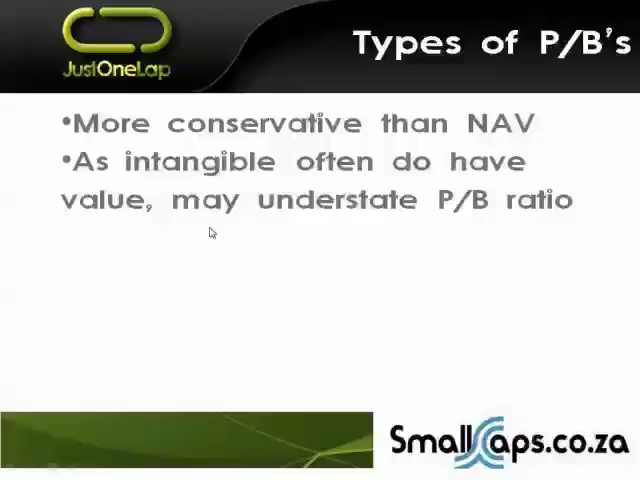 JustOneLap
Types of P/B's
•More conservative than NAV
•As intangible often do have
value, may understate P/B ratio
SmallCaps.co.za